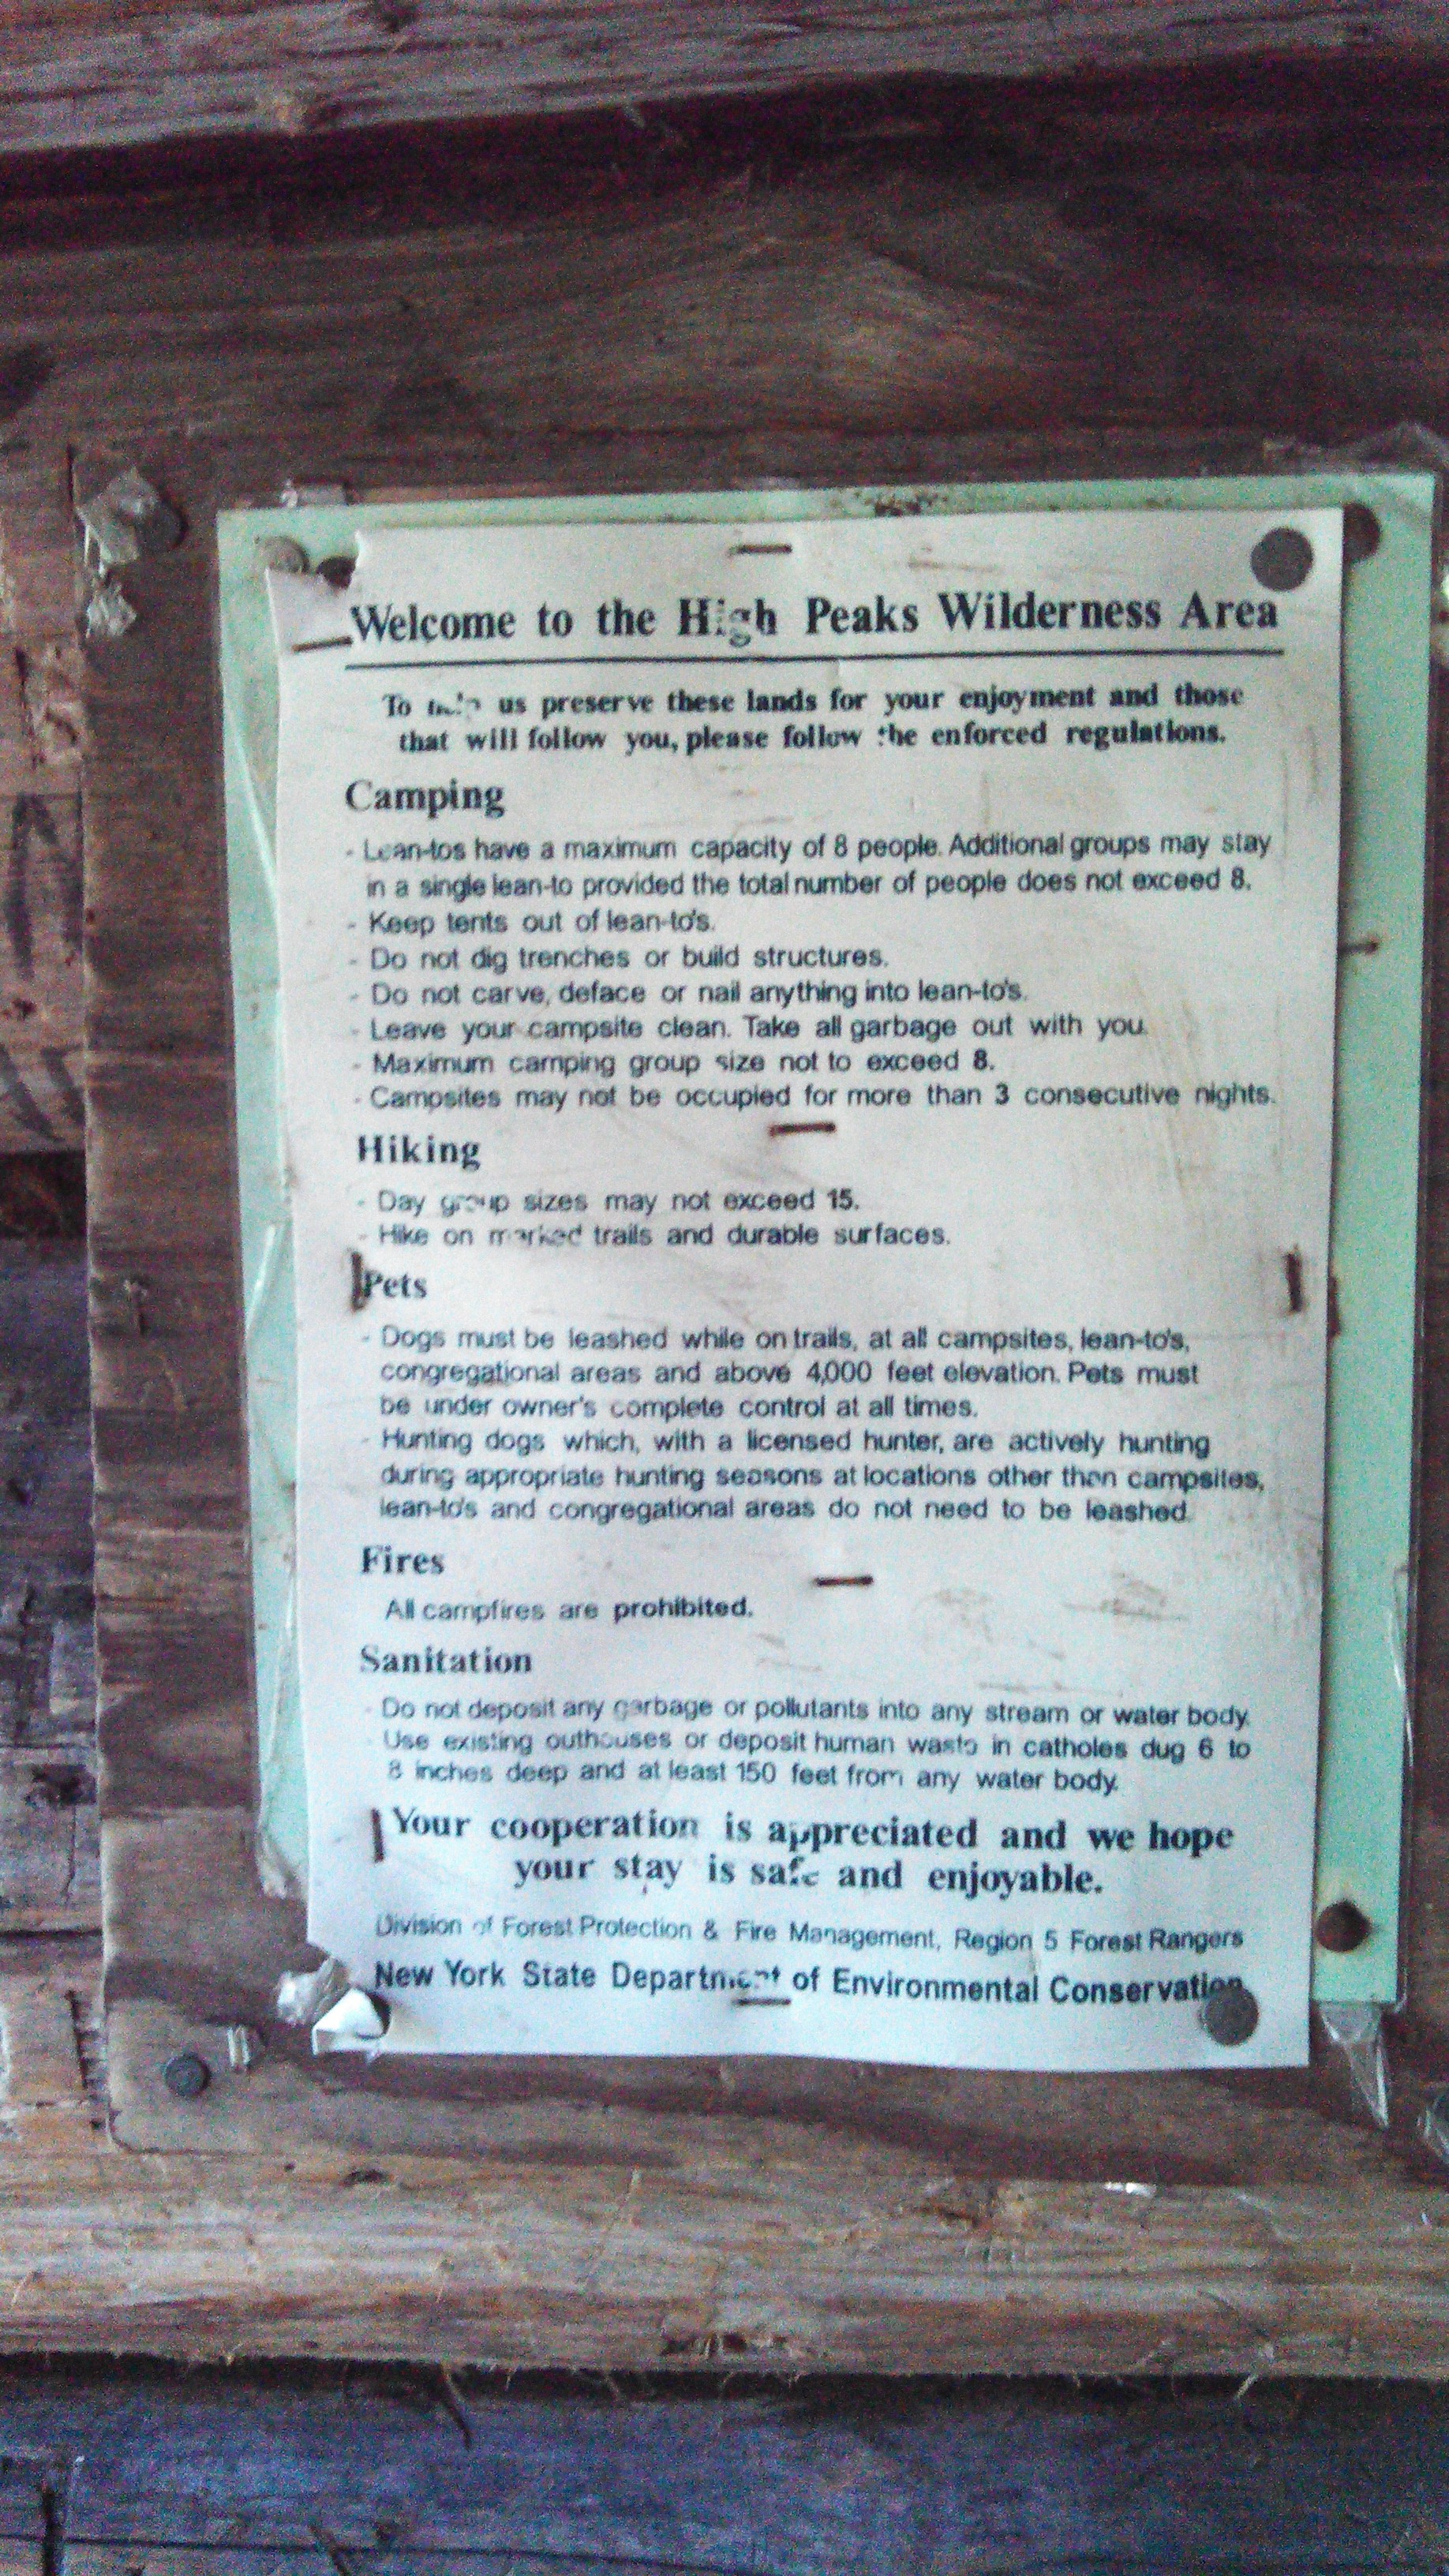 Welcome to the High Peaks Wilderness Area
To help us preserve these lands for your enjoyment and those
that will follow you, please follow the enforced regulations.
Camping
- Lean-tos have a maximum capacity of 8 people. Additional groups may stay
in a single lean-to provided the total number of people does not exceed 8.
- Keep tents out of lean-to's.
- Do not dig trenches or build structures.
- Do not carve, deface or nail anything into lean-to's.
- Leave your campsite clean. Take all garbage out with you.
- Maximum camping group size not to exceed 8.
- Campsites may not be occupied for more than 3 consecutive nights.
Hiking
- Day group sizes may not exceed 15.
- Hike on marked trails and durable surfaces.
Pets
- Dogs must be leashed while on trails, at all campsites, lean-to's,
congregational areas and above 4,000 feet elevation. Pets must
be under owner's complete control at all times.
- Hunting dogs which, with a licensed hunter, are actively hunting
during appropriate hunting seasons at locations other than campsites,
lean-to's and congregational areas do not need to be leashed.
Fires
All campfires are prohibited.
Sanitation
Do not deposit any garbage or pollutants into any stream or water body.
Use existing outhouses or deposit human waste in catholes dug 6 to
8 inches deep and at least 150 feet from any water body.
Your cooperation is appreciated and we hope
your stay is safe and enjoyable.
Division of Forest Protection & Fire Management, Region 5 Forest Rangers
New York State Department of Environmental Conservation